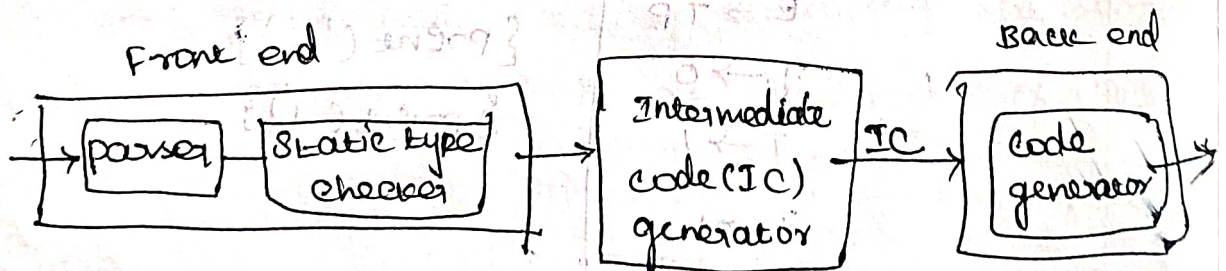 Front end
Back end
parser
Static type
checker
Intermediate
code (IC)
generator
IC
code
generator